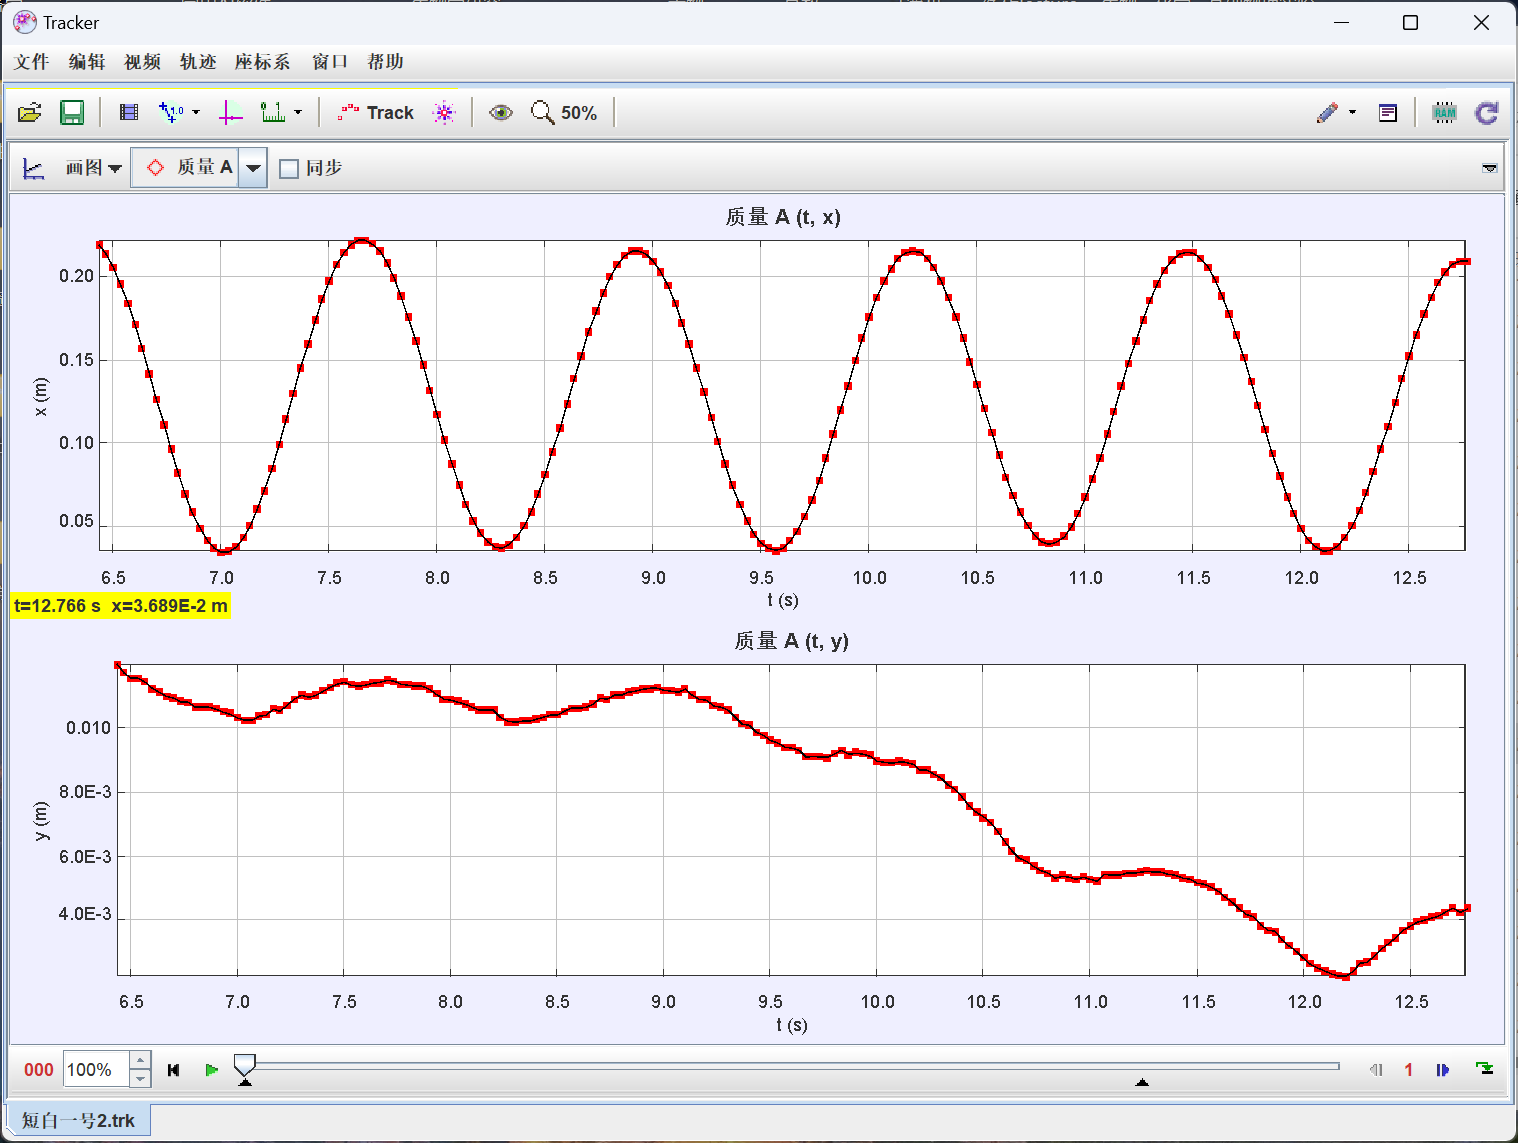 Tracker
文件 编辑 视频 轨迹 座标系 窗口 帮助
Track 50% RAM
画图 质量 A 同步
质量 A (t, x)
0.20
0.15
0.10
0.05
x (m)
6.5 7.0 7.5 8.0 8.5 9.0 9.5 10.0 10.5 11.0 11.5 12.0 12.5
t (s)
t=12.766 s x=3.689E-2 m
质量 A (t, y)
0.010
8.0E-3
6.0E-3
4.0E-3
y (m)
6.5 7.0 7.5 8.0 8.5 9.0 9.5 10.0 10.5 11.0 11.5 12.0 12.5
t (s)
000 100% 1
短白一号2.trk